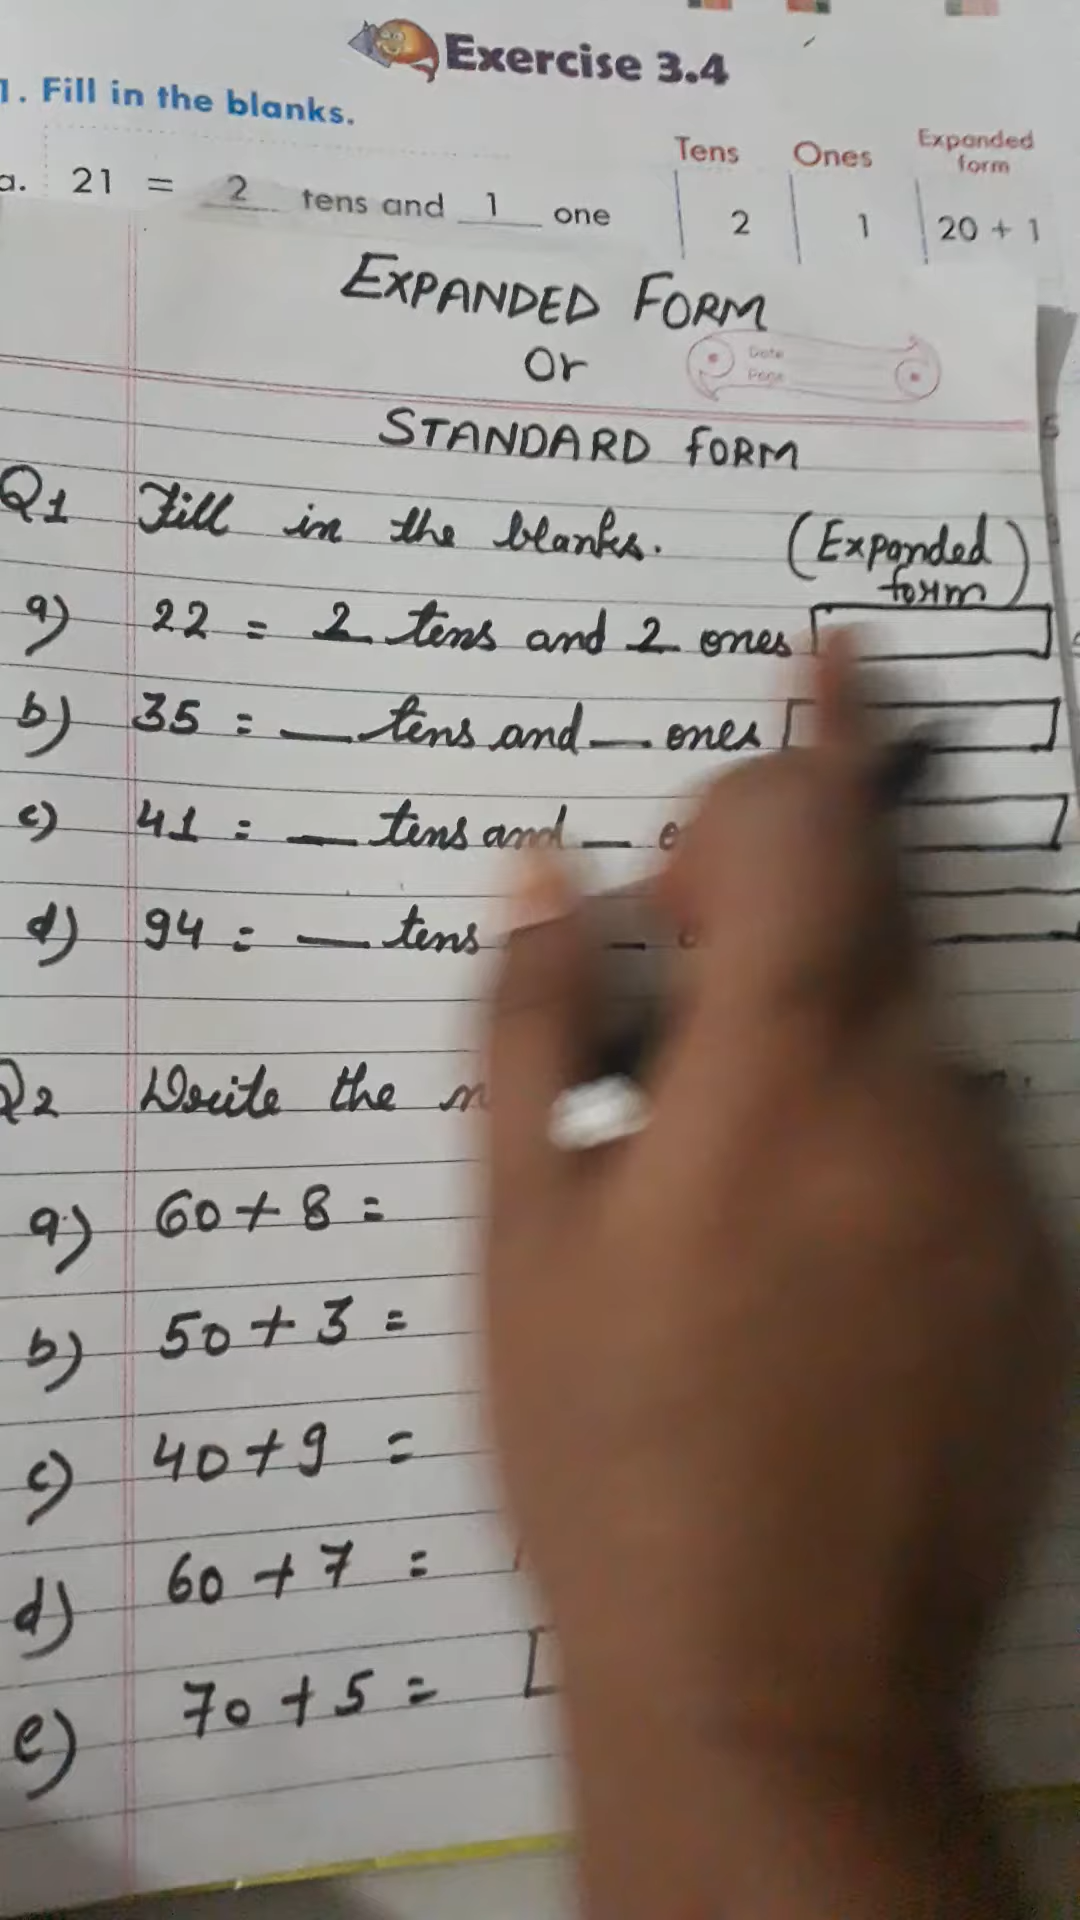 Exercise 3.4
1. Fill in the blanks.
Tens Ones Expanded form
a. 21 = 2 tens and 1 one 2 1 20 + 1
EXPANDED FORM
Or
Date
Page
STANDARD FORM
Q1 Fill in the blanks. (Expanded form)
a) 22 = 2 tens and 2 ones
b) 35 = __ tens and __ ones
c) 41 = __ tens and __
d) 94 = __ tens __
Q2 Write the
a) 60 + 8 =
b) 50 + 3 =
c) 40 + 9 =
d) 60 + 7 =
e) 70 + 5 =